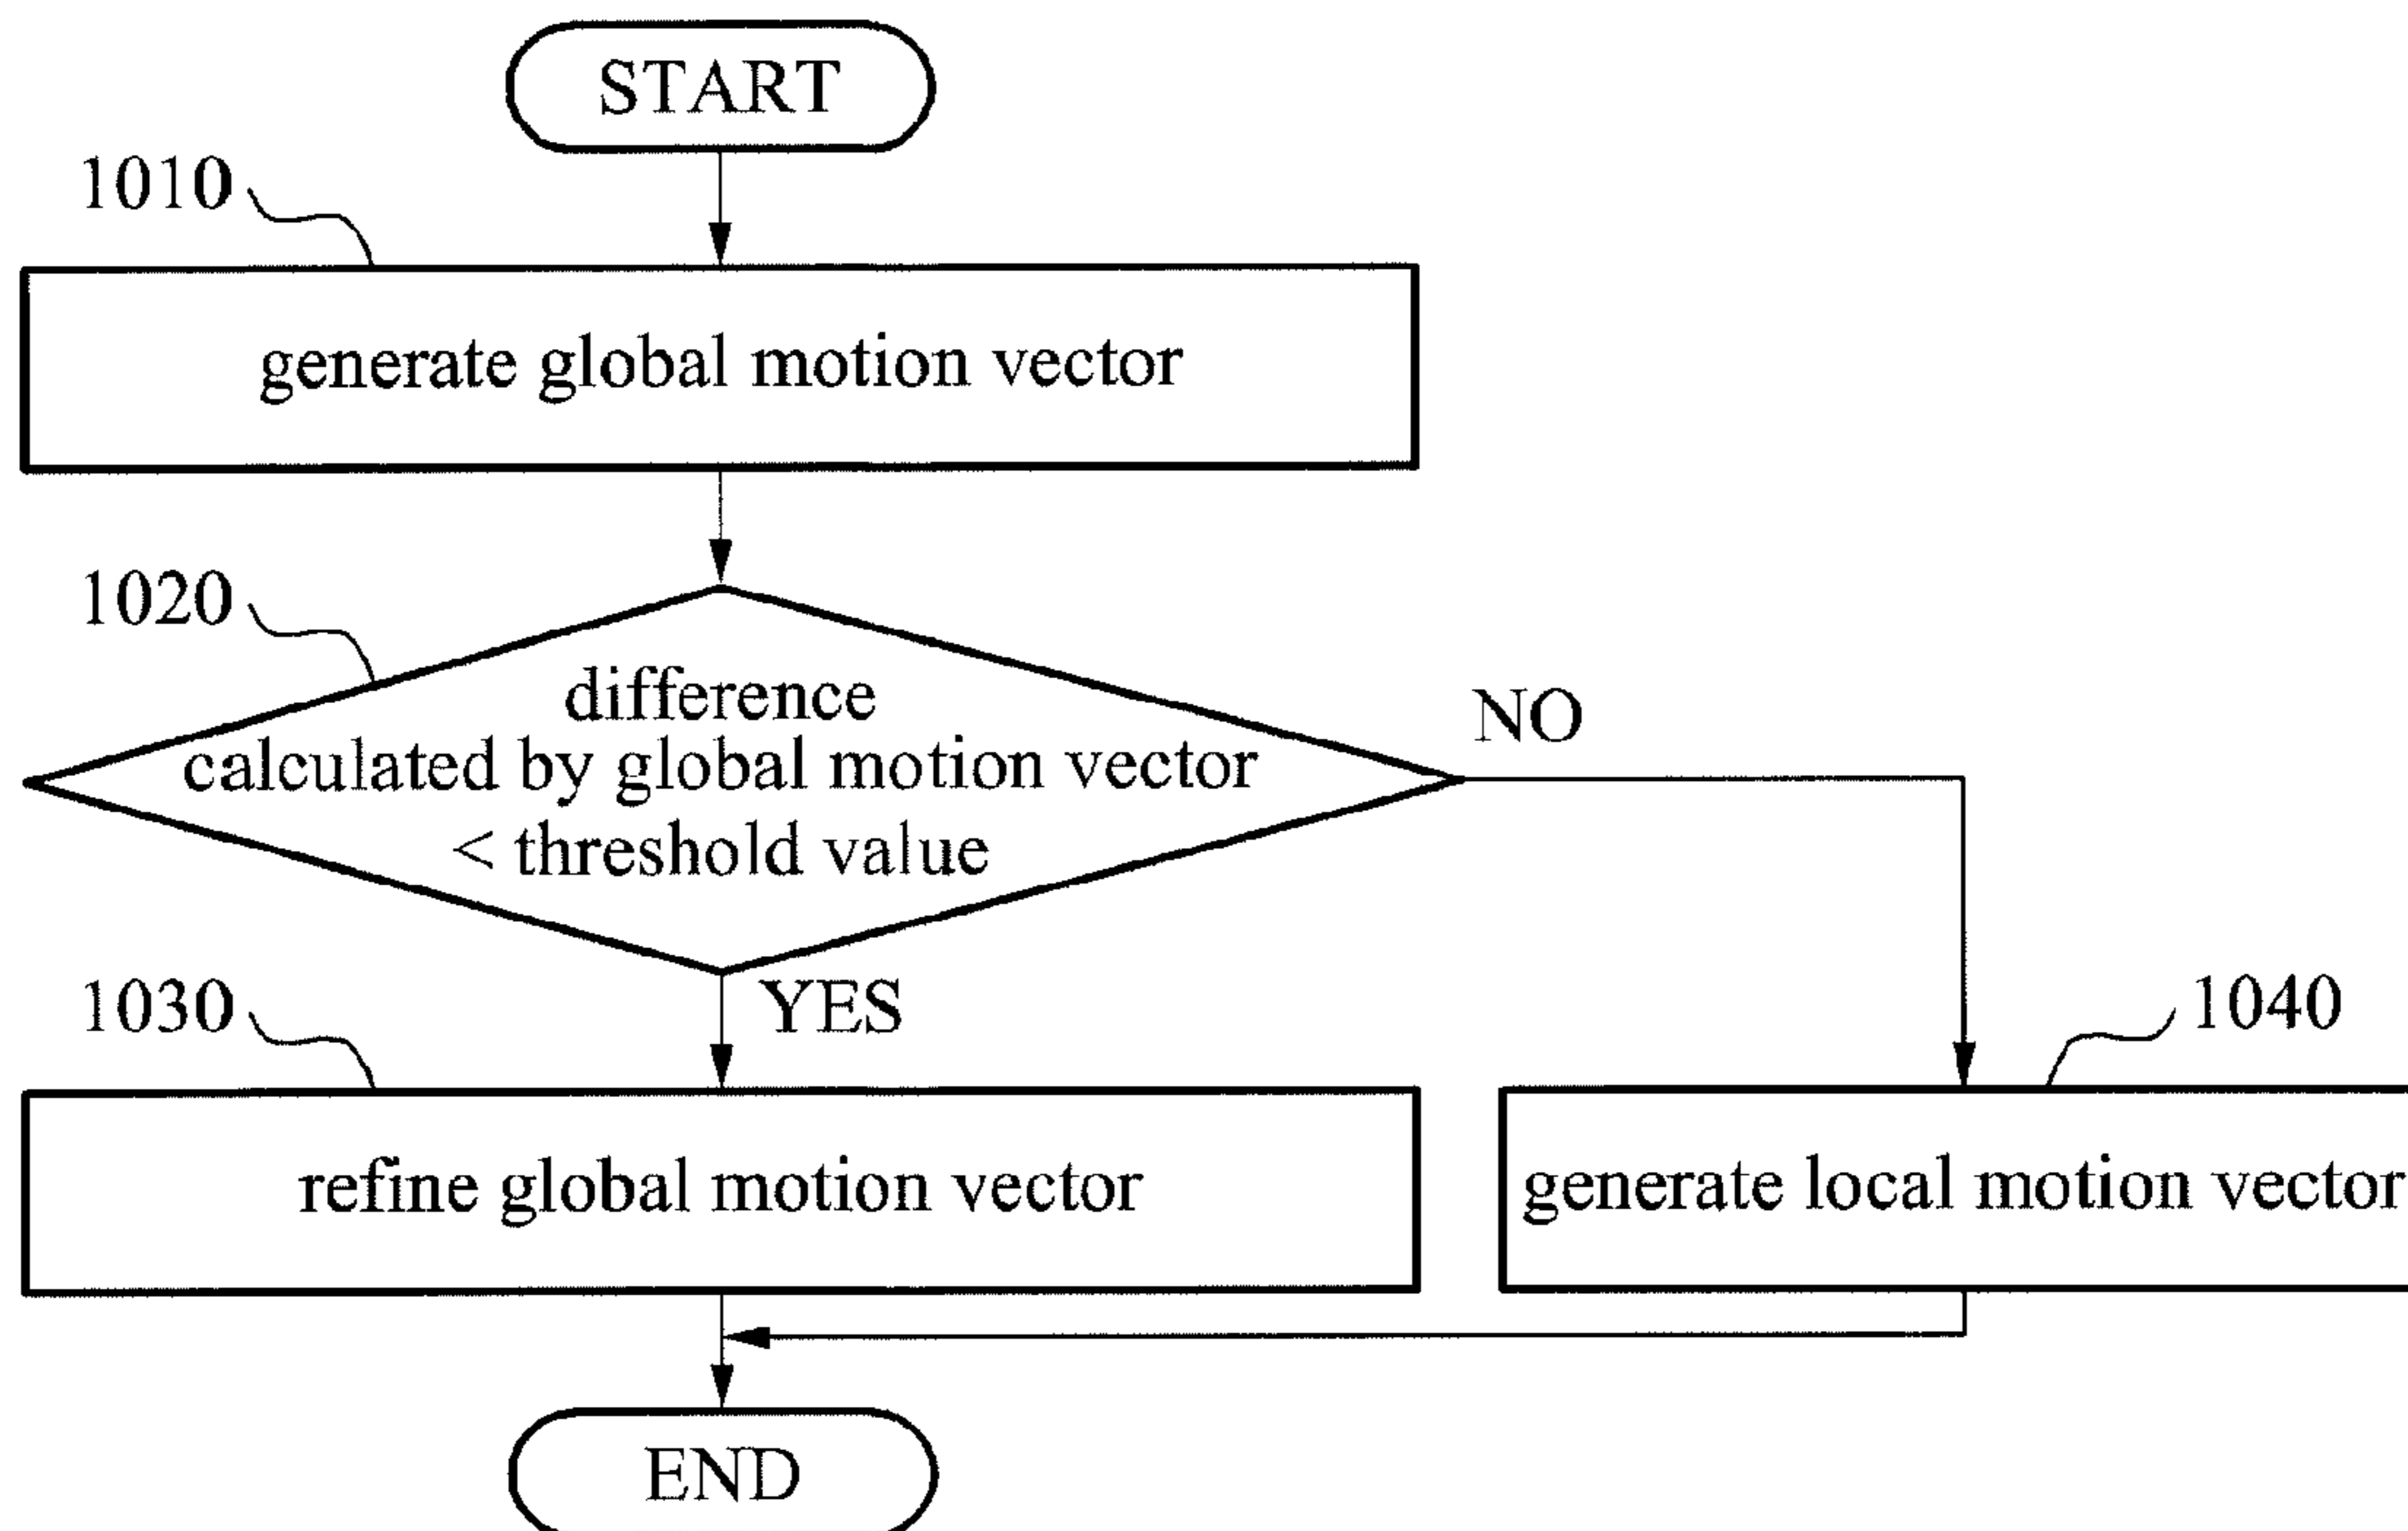 START
1010
generate global motion vector
1020
difference
calculated by global motion vector
< threshold value
NO
YES
1030
refine global motion vector
1040
generate local motion vector
END